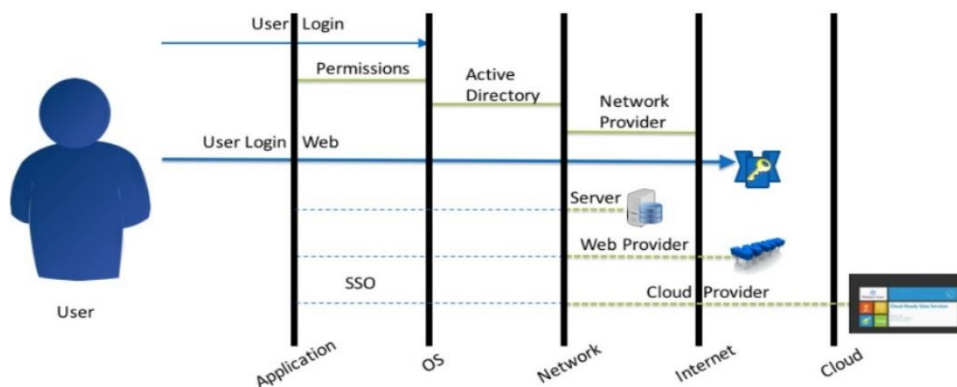 User Login
Permissions
Active
Directory
Network
Provider
User Login Web
Server
Web Provider
SSO
Cloud Provider
User
Application
OS
Network
Internet
Cloud